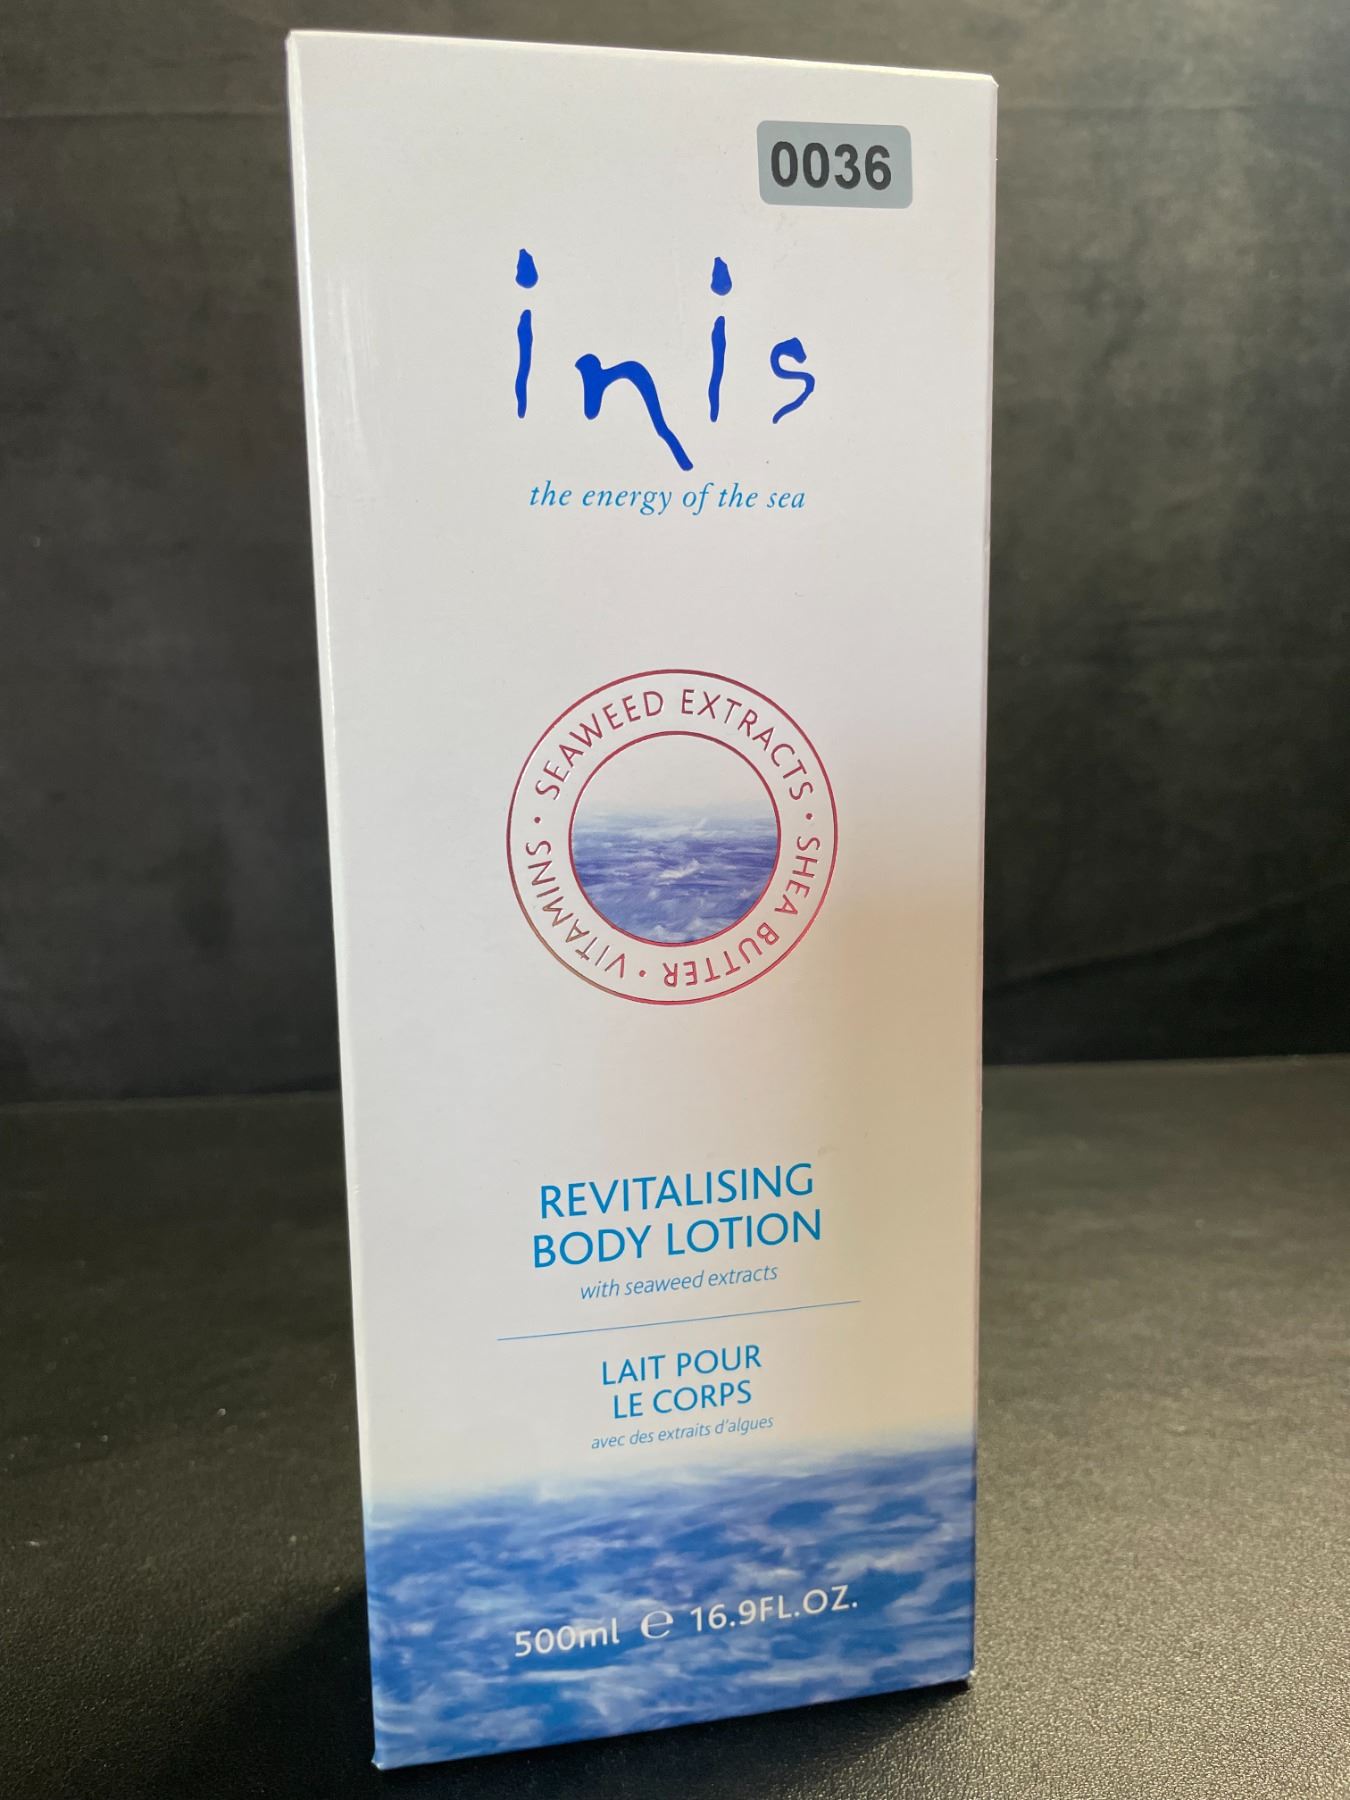 0036
inis
the energy of the sea
SEAWEED EXTRACTS · SHEA BUTTER · VITAMINS ·
REVITALISING
BODY LOTION
with seaweed extracts
LAIT POUR
LE CORPS
avec des extraits d'algues
500ml ℮ 16.9FL.OZ.